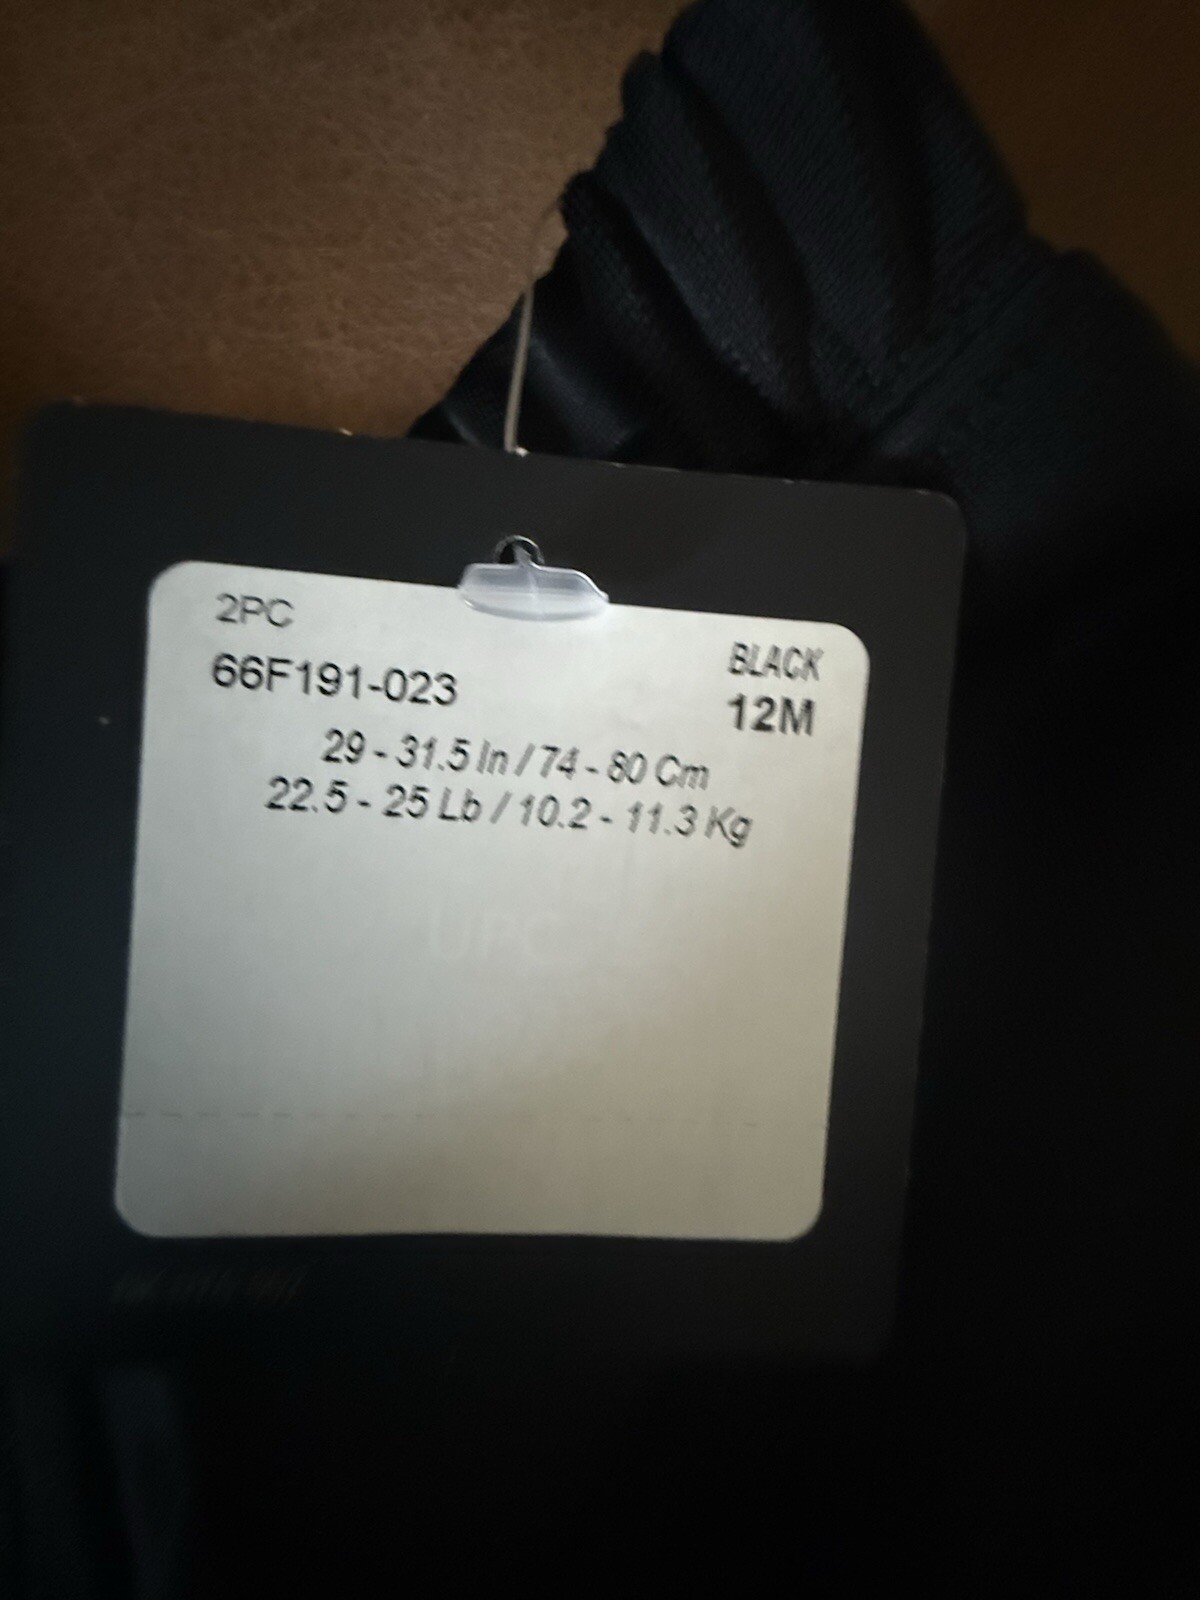 2PC
BLACK
66F191-023
12M
29 - 31.5 In / 74 - 80 Cm
22.5 - 25 Lb / 10.2 - 11.3 Kg
UPC